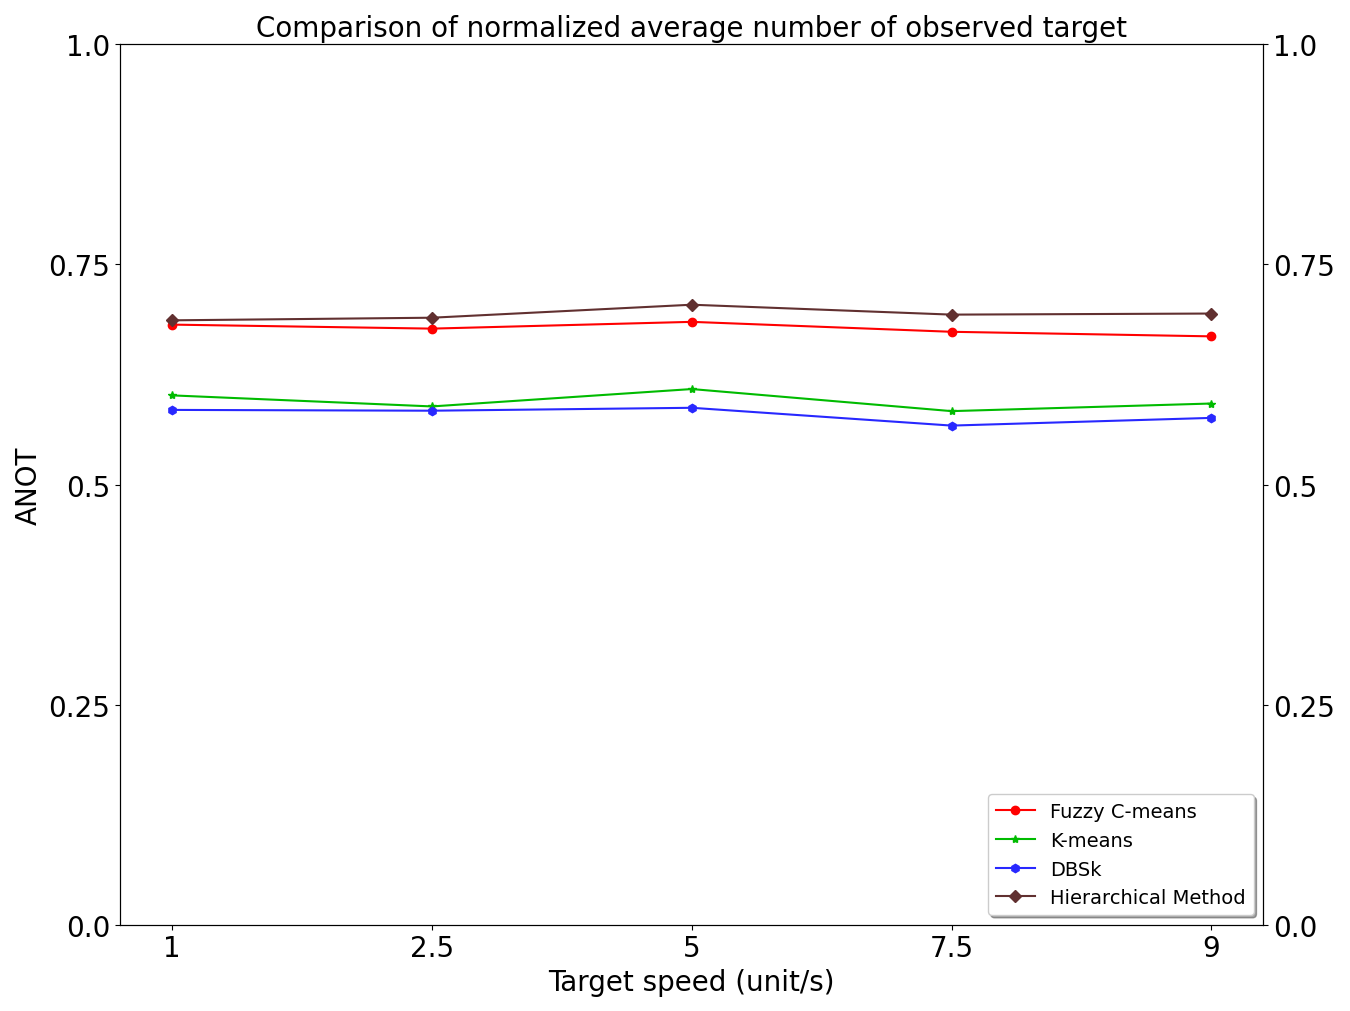 Comparison of normalized average number of observed target
1.0
1.0
0.75
0.75
ANOT
0.5
0.5
0.25
0.25
Fuzzy C-means
K-means
DBSk
Hierarchical Method
0.0
0.0
1 2.5 5 7.5 9
Target speed (unit/s)